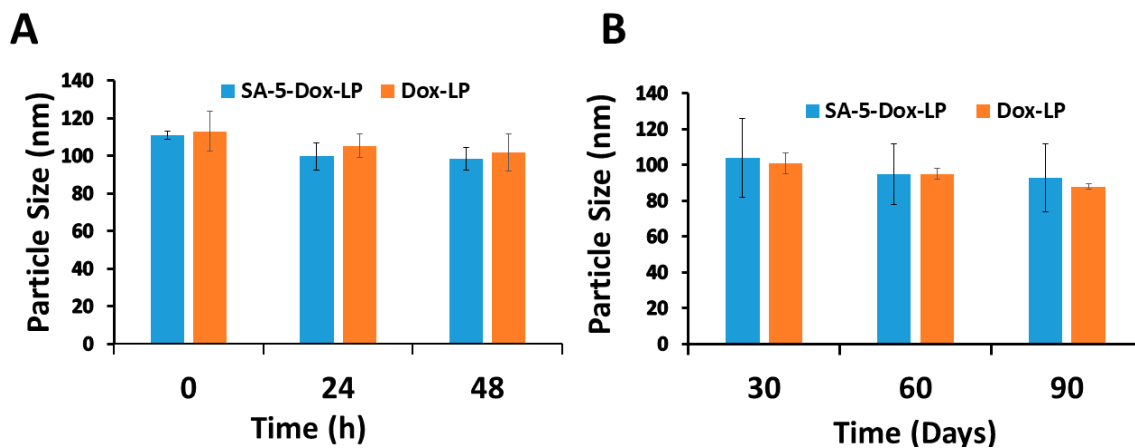 A
SA-5-Dox-LP Dox-LP
Particle Size (nm)
140
120
100
80
60
40
20
0
0 24 48
Time (h)
B
SA-5-Dox-LP Dox-LP
Particle Size (nm)
140
120
100
80
60
40
20
0
30 60 90
Time (Days)